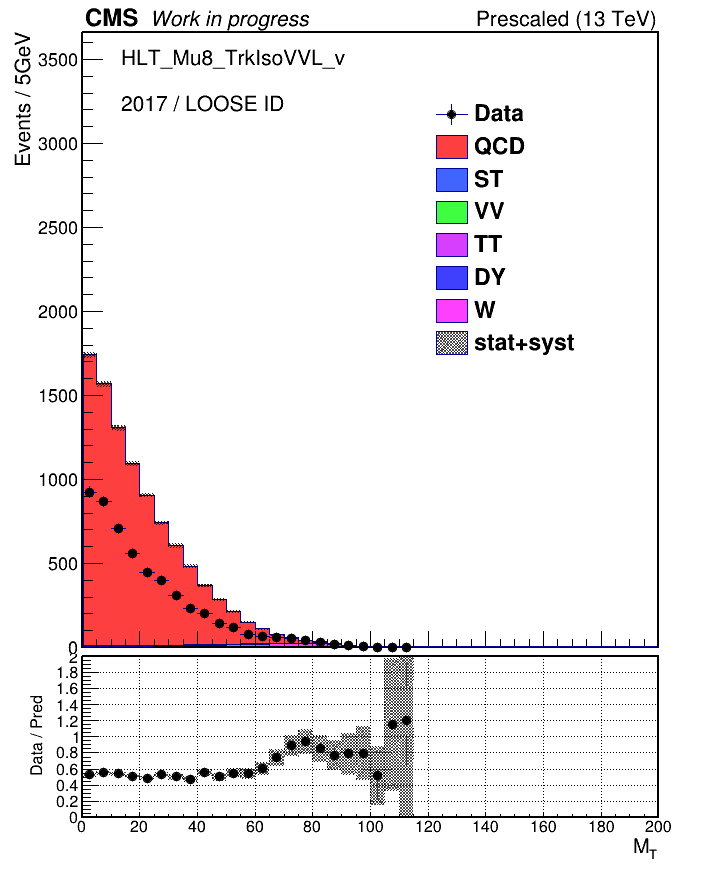 CMS Work in progress Prescaled (13 TeV)
Events / 5GeV
HLT_Mu8_TrkIsoVVL_v
2017 / LOOSE ID
Data
QCD
ST
VV
TT
DY
W
stat+syst
3500
3000
2500
2000
1500
1000
500
0
Data / Pred
2
1.8
1.6
1.4
1.2
1
0.8
0.6
0.4
0.2
0
0 20 40 60 80 100 120 140 160 180 200
M_T